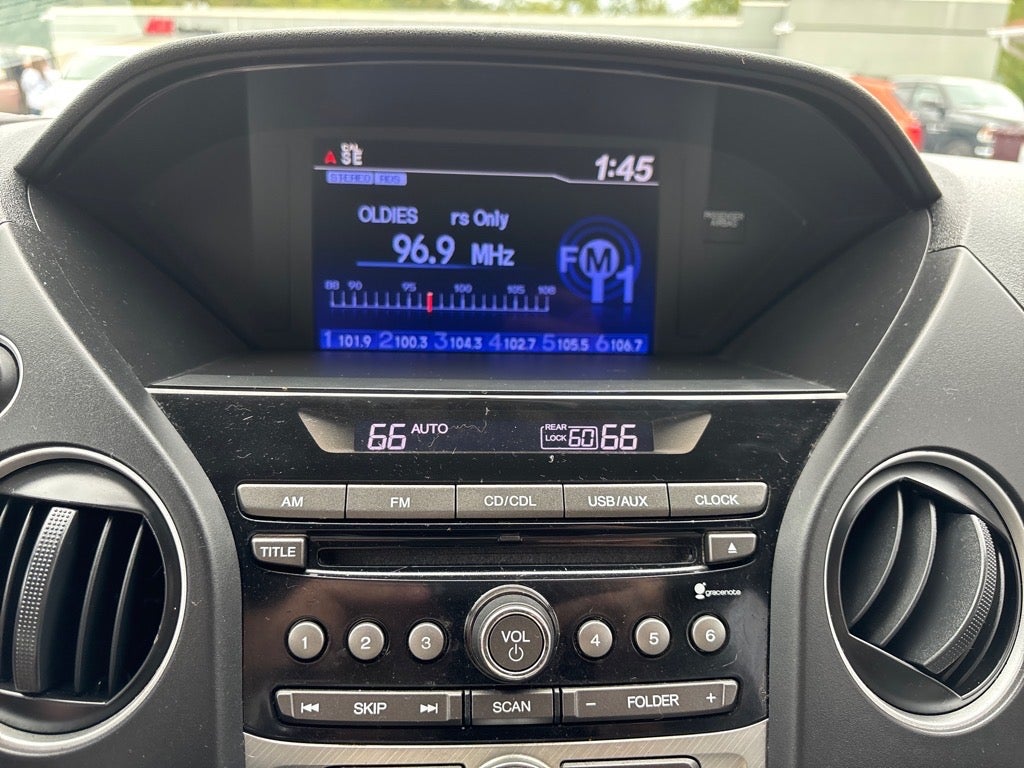 CAL
SE
1:45
STEREO RDS
OLDIES rs Only
96.9 MHz
FM 1
88 90 95 100 105 108
1 101.9 2 100.3 3 104.3 4 102.7 5 105.5 6 106.7
66 AUTO REAR LOCK 60 66
AM FM CD/CDL USB/AUX CLOCK
TITLE
gracenote
1 2 3 VOL 4 5 6
SKIP SCAN – FOLDER +